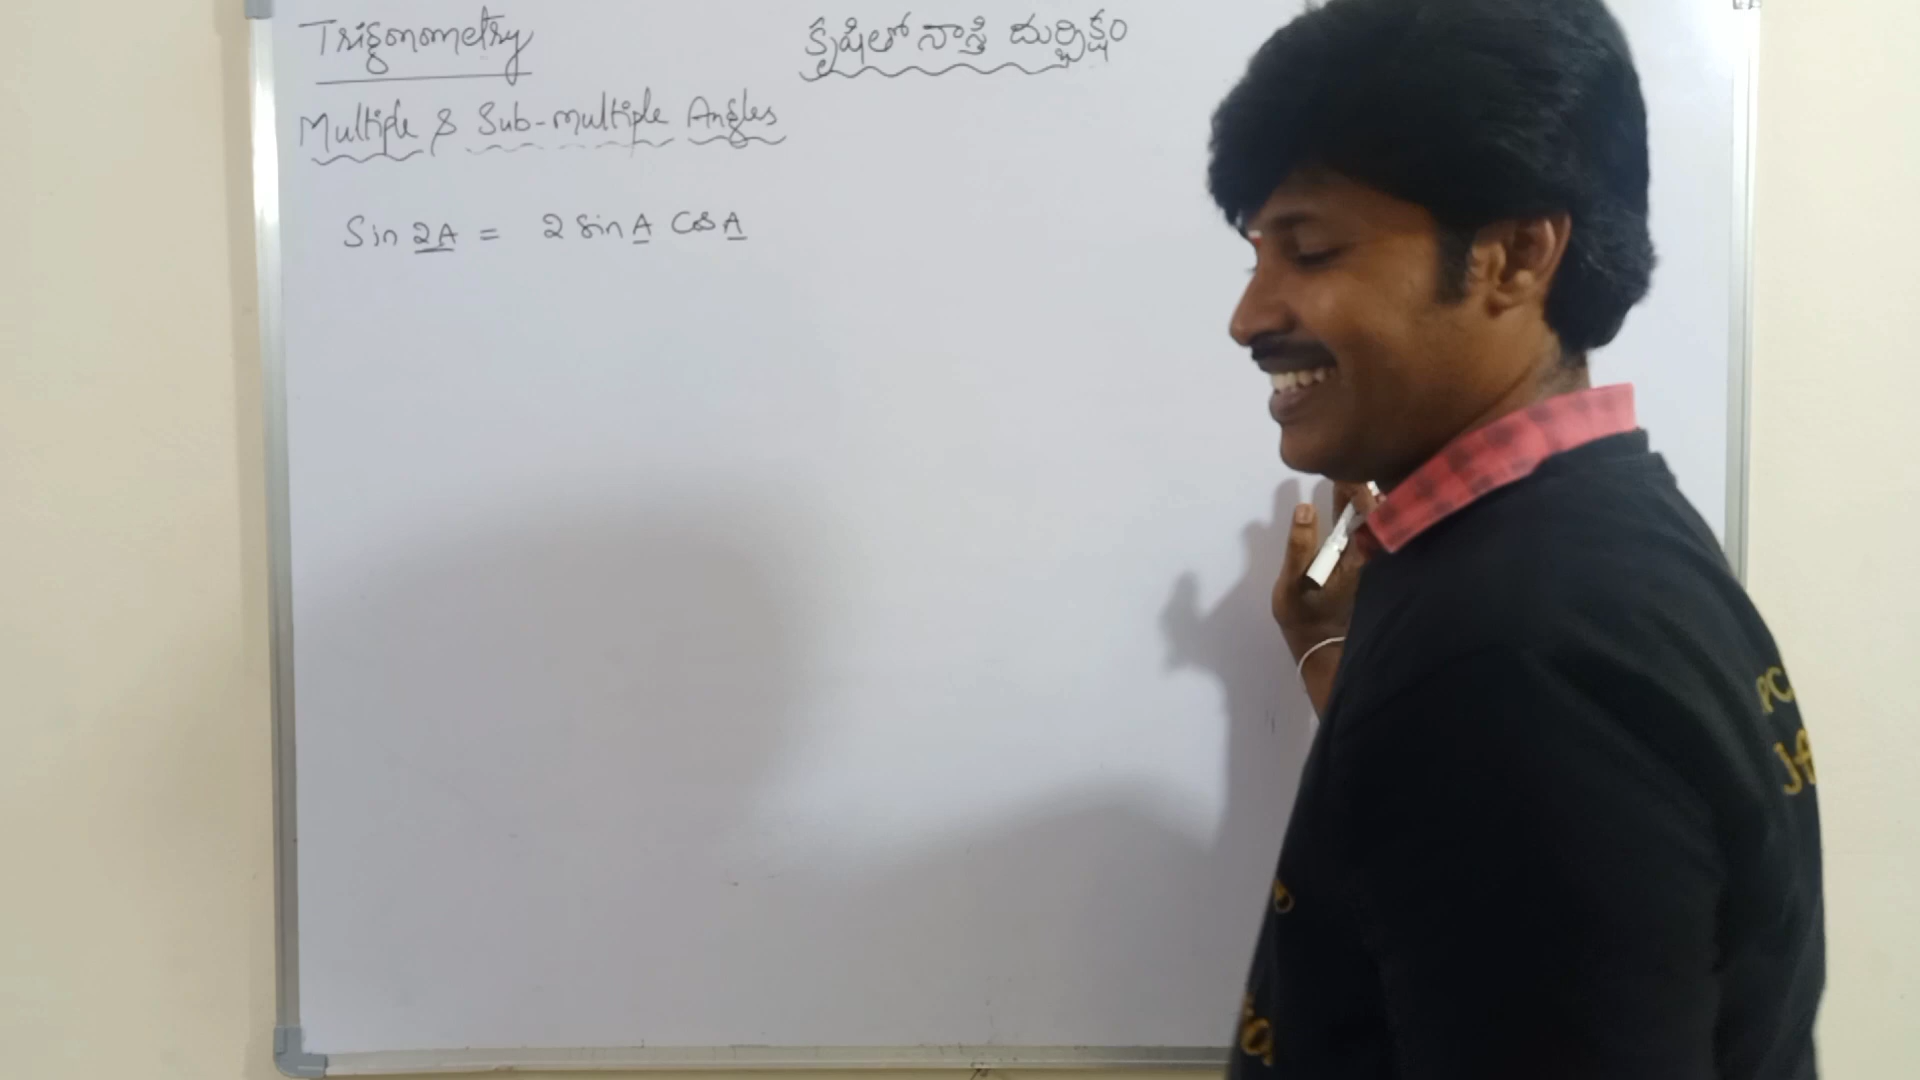 Trigonometry
కృషితో నాస్తి దుర్భిక్షం
Multiple & Sub-multiple Angles
Sin 2A = 2 Sin A Cos A